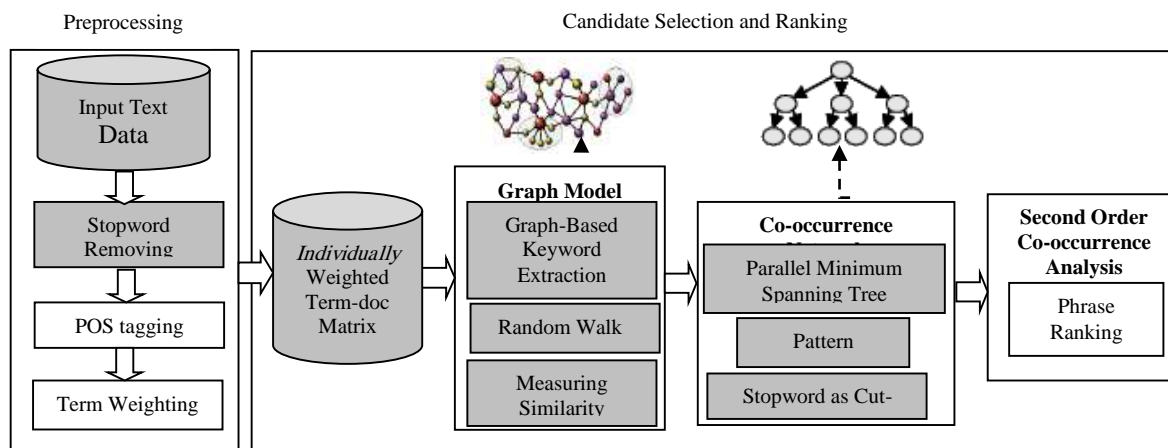 Preprocessing
Candidate Selection and Ranking
Input Text
Data
Stopword
Removing
POS tagging
Term Weighting
Individually
Weighted
Term-doc
Matrix
Graph Model
Graph-Based
Keyword
Extraction
Random Walk
Measuring
Similarity
Co-occurrence
Parallel Minimum
Spanning Tree
Pattern
Stopword as Cut-
Second Order
Co-occurrence
Analysis
Phrase
Ranking